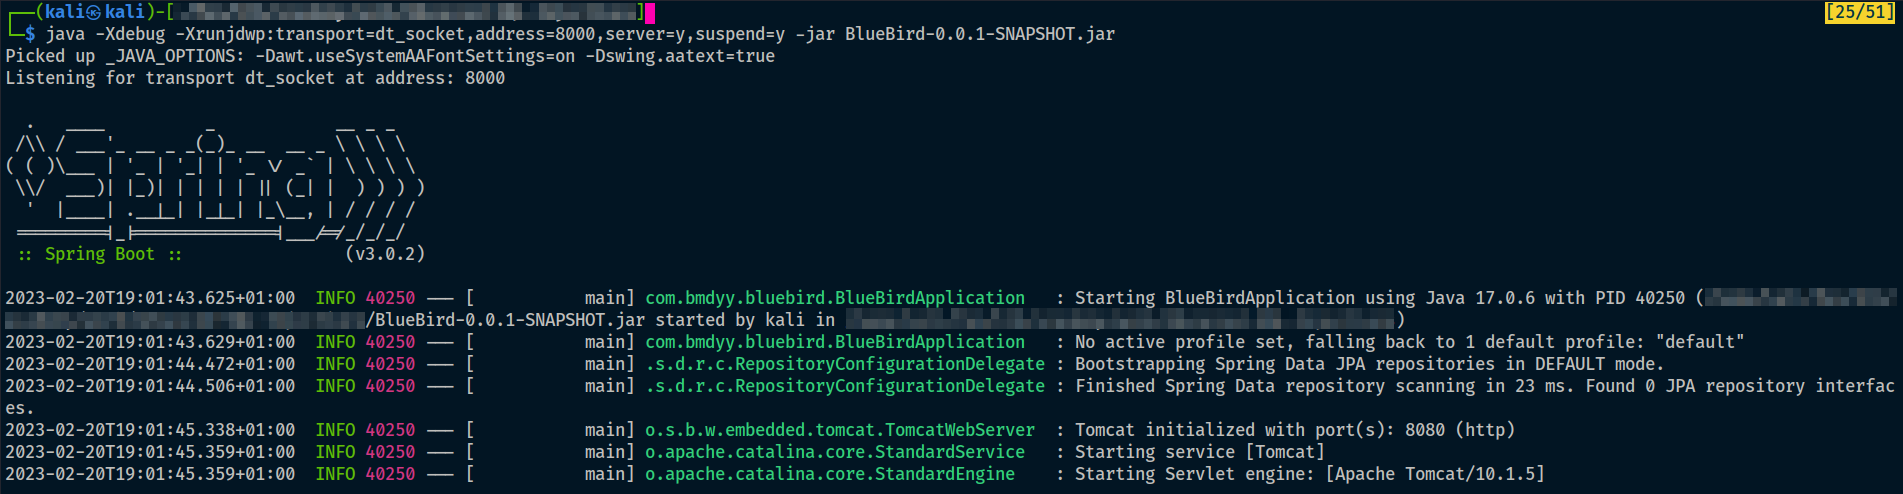 ┌──(kali㉿kali)-[ ] [25/51]
└─$ java -Xdebug -Xrunjdwp:transport=dt_socket,address=8000,server=y,suspend=y -jar BlueBird-0.0.1-SNAPSHOT.jar
Picked up _JAVA_OPTIONS: -Dawt.useSystemAAFontSettings=on -Dswing.aatext=true
Listening for transport dt_socket at address: 8000
  .   ____          _            __ _ _
 /\\ / ___'_ __ _ _(_)_ __  __ _ \ \ \ \
( ( )\___ | '_ | '_| | '_ \/ _` | \ \ \ \
 \\/  ___)| |_)| | | | | || (_| |  ) ) ) )
  '  |____| .__|_| |_|_| |_\__, | / / / /
 =========|_|==============|___/=/_/_/_/
 :: Spring Boot ::                (v3.0.2)
2023-02-20T19:01:43.625+01:00  INFO 40250 --- [           main] com.bmdyy.bluebird.BlueBirdApplication   : Starting BlueBirdApplication using Java 17.0.6 with PID 40250 (
/BlueBird-0.0.1-SNAPSHOT.jar started by kali in )
2023-02-20T19:01:43.629+01:00  INFO 40250 --- [           main] com.bmdyy.bluebird.BlueBirdApplication   : No active profile set, falling back to 1 default profile: "default"
2023-02-20T19:01:44.472+01:00  INFO 40250 --- [           main] .s.d.r.c.RepositoryConfigurationDelegate : Bootstrapping Spring Data JPA repositories in DEFAULT mode.
2023-02-20T19:01:44.506+01:00  INFO 40250 --- [           main] .s.d.r.c.RepositoryConfigurationDelegate : Finished Spring Data repository scanning in 23 ms. Found 0 JPA repository interfac
es.
2023-02-20T19:01:45.338+01:00  INFO 40250 --- [           main] o.s.b.w.embedded.tomcat.TomcatWebServer  : Tomcat initialized with port(s): 8080 (http)
2023-02-20T19:01:45.359+01:00  INFO 40250 --- [           main] o.apache.catalina.core.StandardService   : Starting service [Tomcat]
2023-02-20T19:01:45.359+01:00  INFO 40250 --- [           main] o.apache.catalina.core.StandardEngine    : Starting Servlet engine: [Apache Tomcat/10.1.5]